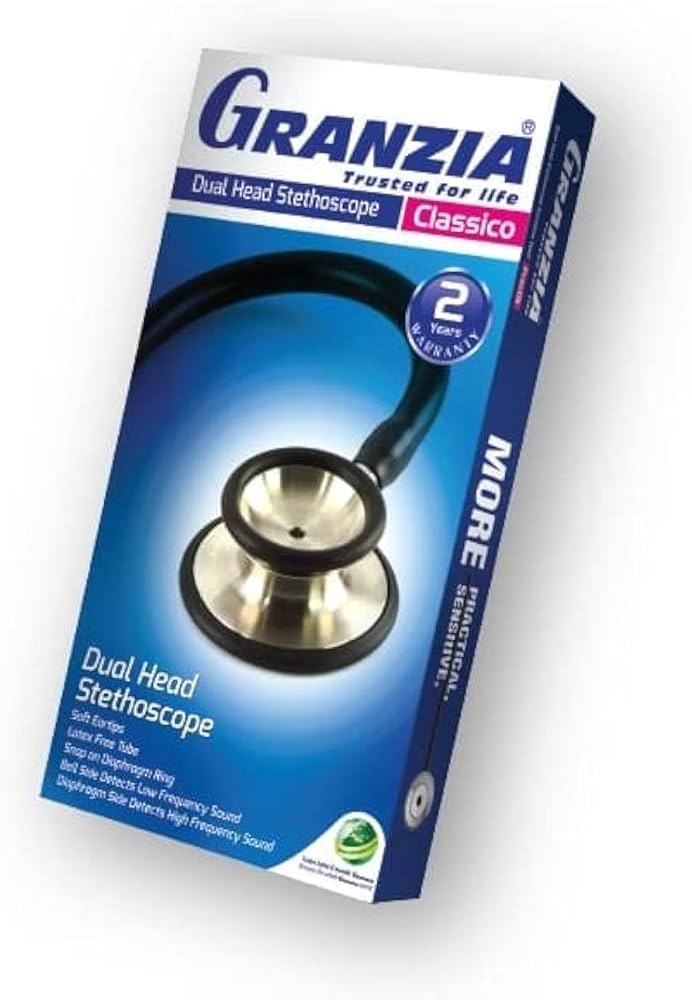 GRANZIA®
Trusted for life
Dual Head Stethoscope
Classico
2
Years
WARRANTY
Dual Head
Stethoscope
Soft Eartips
Latex Free Tube
Snap on Diaphragm Ring
Bell Side Detects Low Frequency Sound
Diaphragm Side Detects High Frequency Sound
GRANZIA
MORE
PRACTICAL.
SENSITIVE.